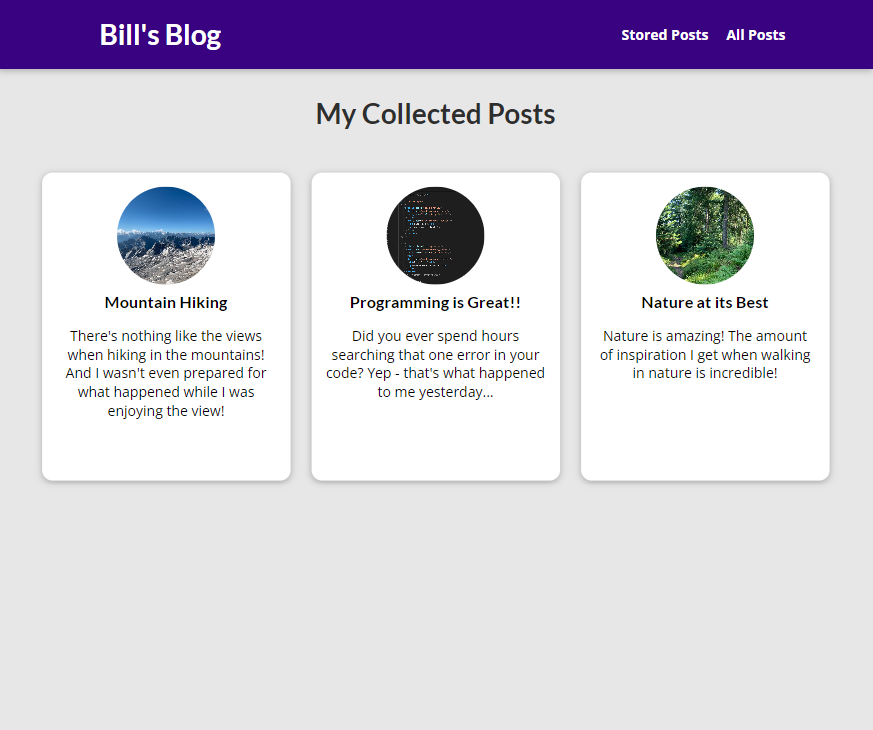 Bill's Blog
Stored Posts
All Posts
My Collected Posts
Mountain Hiking
There's nothing like the views
when hiking in the mountains!
And I wasn't even prepared for
what happened while I was
enjoying the view!
Programming is Great!!
Did you ever spend hours
searching that one error in your
code? Yep - that's what happened
to me yesterday...
Nature at its Best
Nature is amazing! The amount
of inspiration I get when walking
in nature is incredible!